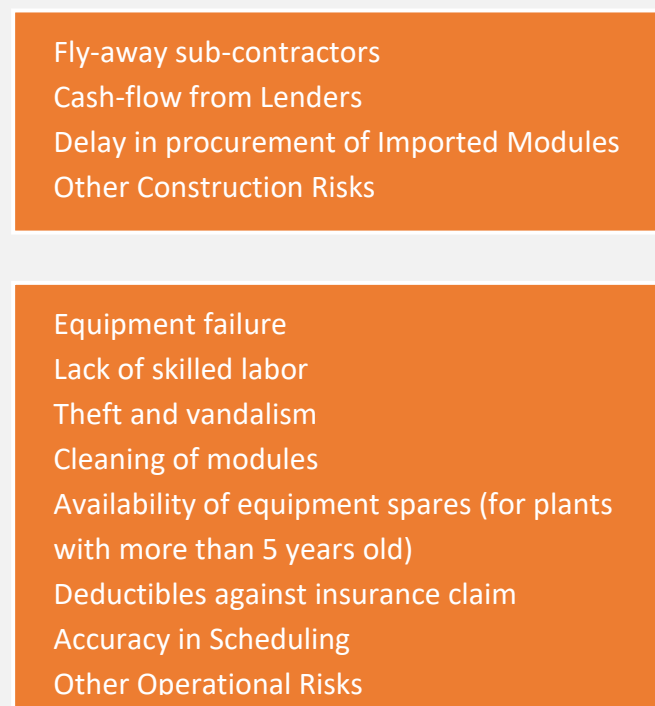 Fly-away sub-contractors
Cash-flow from Lenders
Delay in procurement of Imported Modules
Other Construction Risks
Equipment failure
Lack of skilled labor
Theft and vandalism
Cleaning of modules
Availability of equipment spares (for plants
with more than 5 years old)
Deductibles against insurance claim
Accuracy in Scheduling
Other Operational Risks